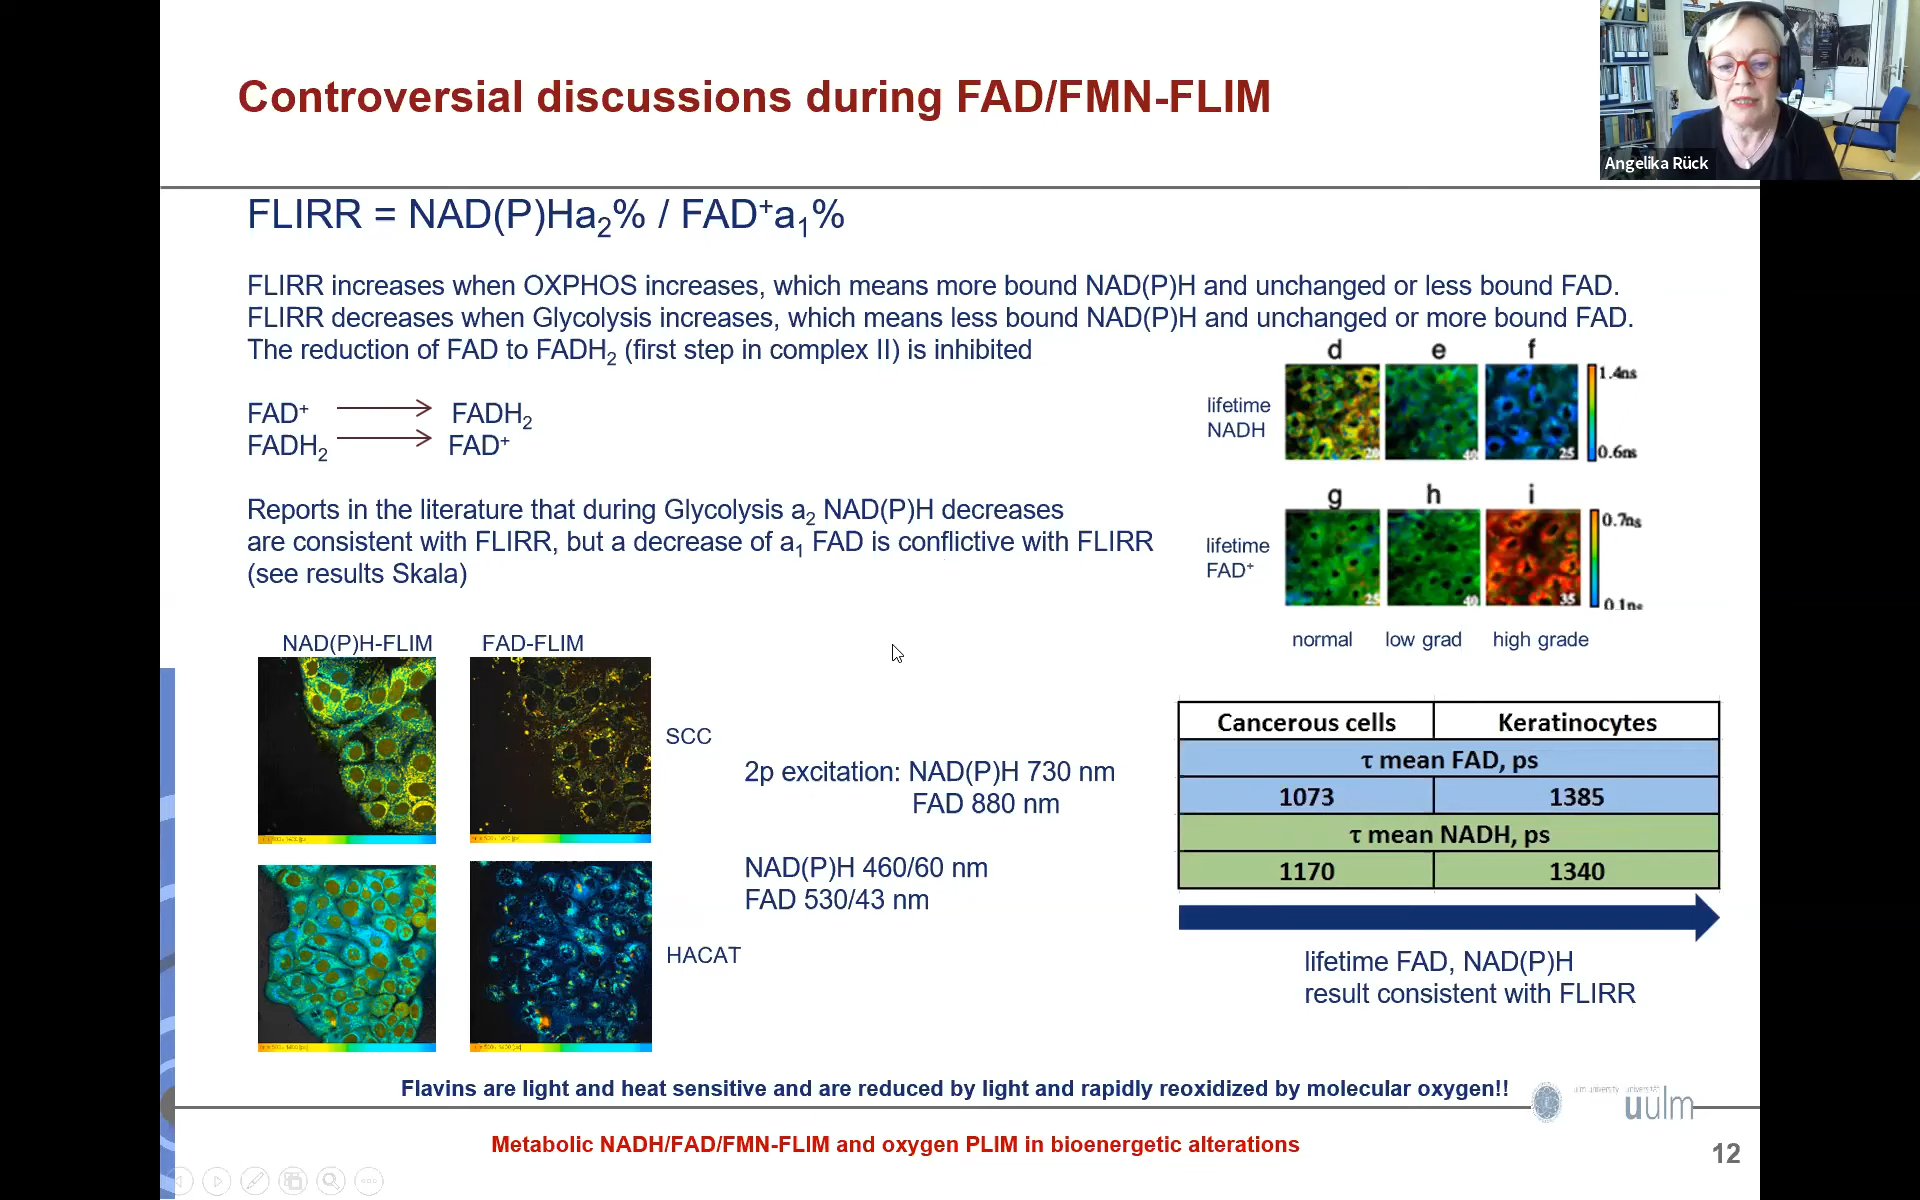 Controversial discussions during FAD/FMN-FLIM
Angelika Rück
FLIRR = NAD(P)Ha₂% / FAD⁺a₁%
FLIRR increases when OXPHOS increases, which means more bound NAD(P)H and unchanged or less bound FAD.
FLIRR decreases when Glycolysis increases, which means less bound NAD(P)H and unchanged or more bound FAD.
The reduction of FAD to FADH₂ (first step in complex II) is inhibited
FAD⁺ → FADH₂
FADH₂ → FAD⁺
Reports in the literature that during Glycolysis a₂ NAD(P)H decreases
are consistent with FLIRR, but a decrease of a₁ FAD is conflictive with FLIRR
(see results Skala)
d e f
lifetime
NADH
1.4ns
0.6ns
20 40 25
g h i
lifetime
FAD⁺
0.7ns
0.1ns
25 40 35
normal low grad high grade
NAD(P)H-FLIM FAD-FLIM
SCC
HACAT
2p excitation: NAD(P)H 730 nm
FAD 880 nm
NAD(P)H 460/60 nm
FAD 530/43 nm
Cancerous cells Keratinocytes
τ mean FAD, ps
1073 1385
τ mean NADH, ps
1170 1340
lifetime FAD, NAD(P)H
result consistent with FLIRR
Flavins are light and heat sensitive and are reduced by light and rapidly reoxidized by molecular oxygen!!
uulm
Metabolic NADH/FAD/FMN-FLIM and oxygen PLIM in bioenergetic alterations
12